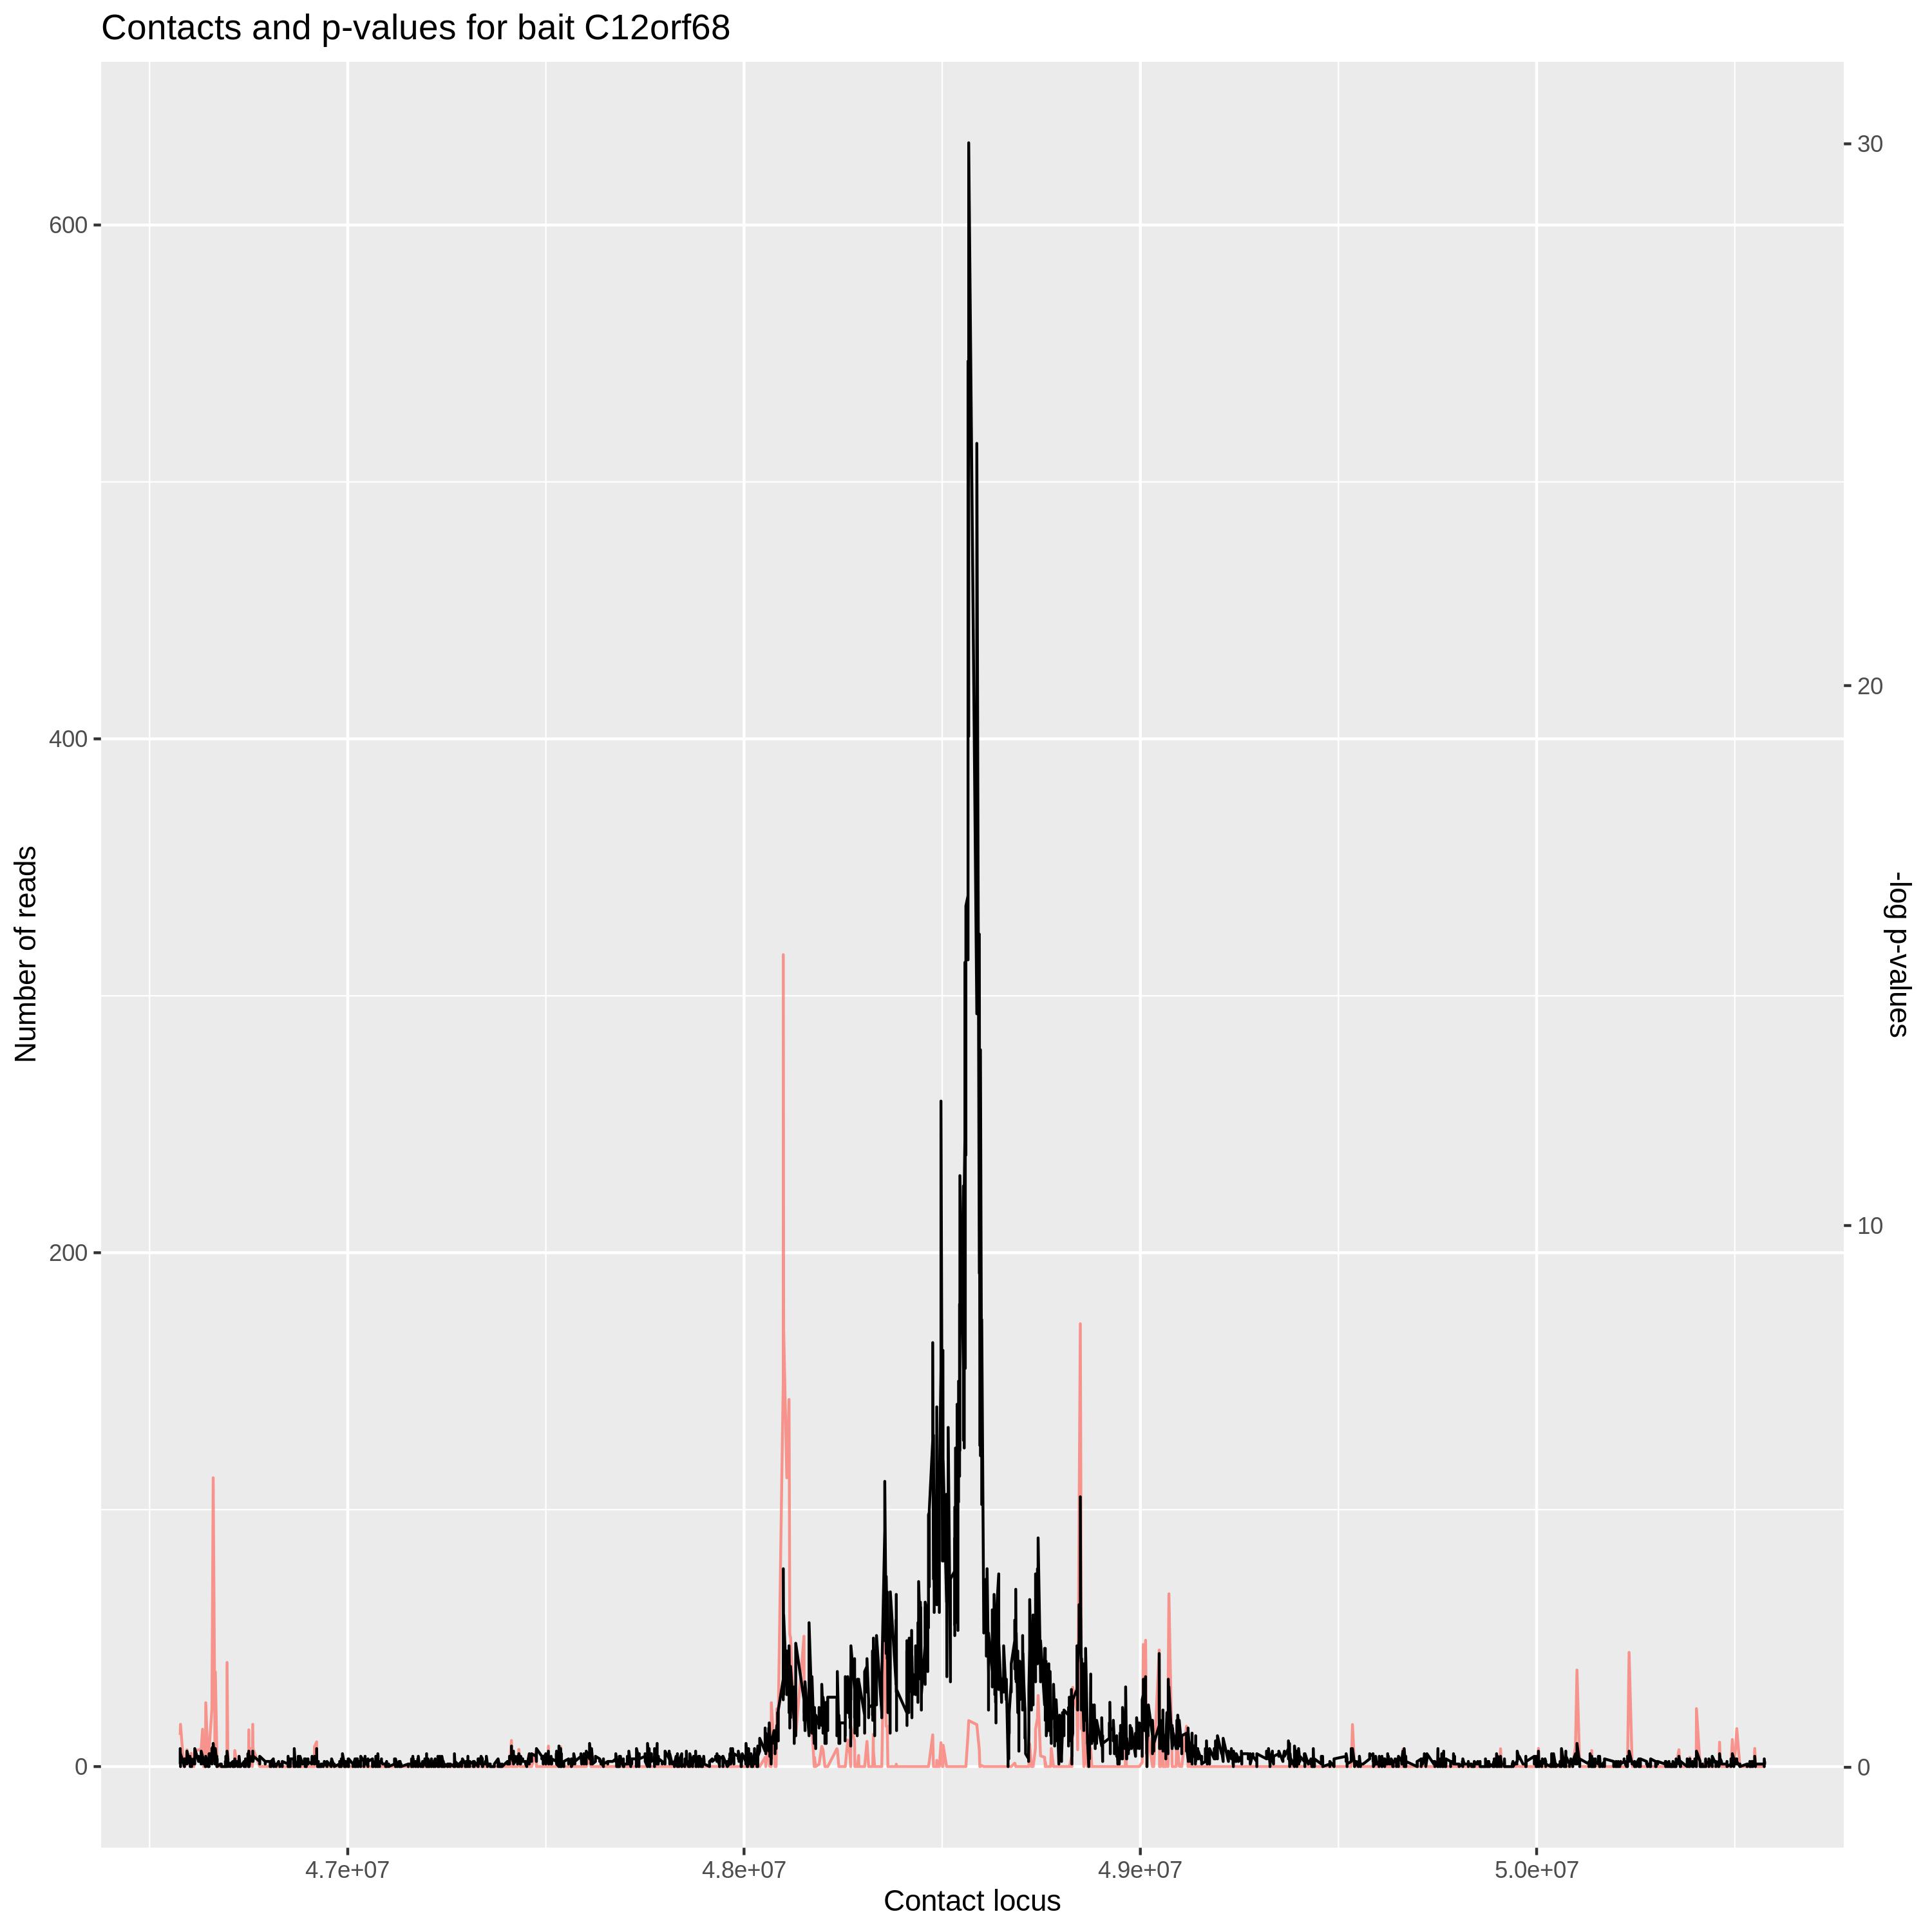 Contacts and p-values for bait C12orf68
600
400
200
0
30
20
10
0
Number of reads
-log p-values
4.7e+07 4.8e+07 4.9e+07 5.0e+07
Contact locus